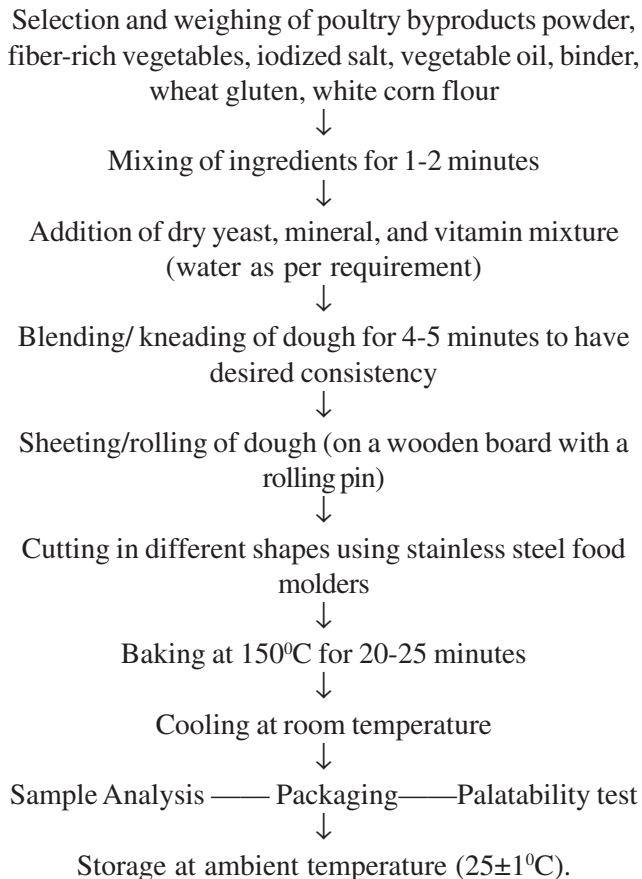 Selection and weighing of poultry byproducts powder,
fiber-rich vegetables, iodized salt, vegetable oil, binder,
wheat gluten, white corn flour
↓
Mixing of ingredients for 1-2 minutes
↓
Addition of dry yeast, mineral, and vitamin mixture
(water as per requirement)
↓
Blending/ kneading of dough for 4-5 minutes to have
desired consistency
↓
Sheeting/rolling of dough (on a wooden board with a
rolling pin)
↓
Cutting in different shapes using stainless steel food
molders
↓
Baking at 150⁰C for 20-25 minutes
↓
Cooling at room temperature
↓
Sample Analysis —— Packaging——Palatability test
↓
Storage at ambient temperature (25±1⁰C).